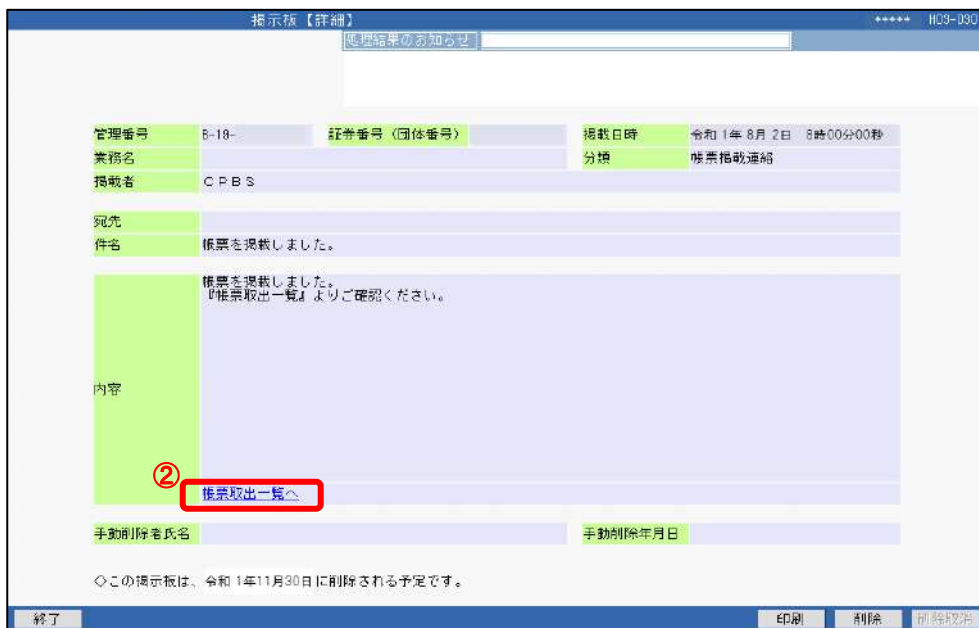 掲示板【詳細】 ***** H03-030
処理結果のお知らせ
管理番号 B-19- 証券番号（団体番号） 掲載日時 令和 1年 8月 2日 8時00分00秒
業務名 分類 帳票掲載連絡
掲載者 ＣＰＢＳ
宛先
件名 帳票を掲載しました。
帳票を掲載しました。
『帳票取出一覧』よりご確認ください。
内容
②
帳票取出一覧へ
手動削除者氏名 手動削除年月日
◇この掲示板は、令和 1年11月30日に削除される予定です。
終了 印刷 削除 削除取消